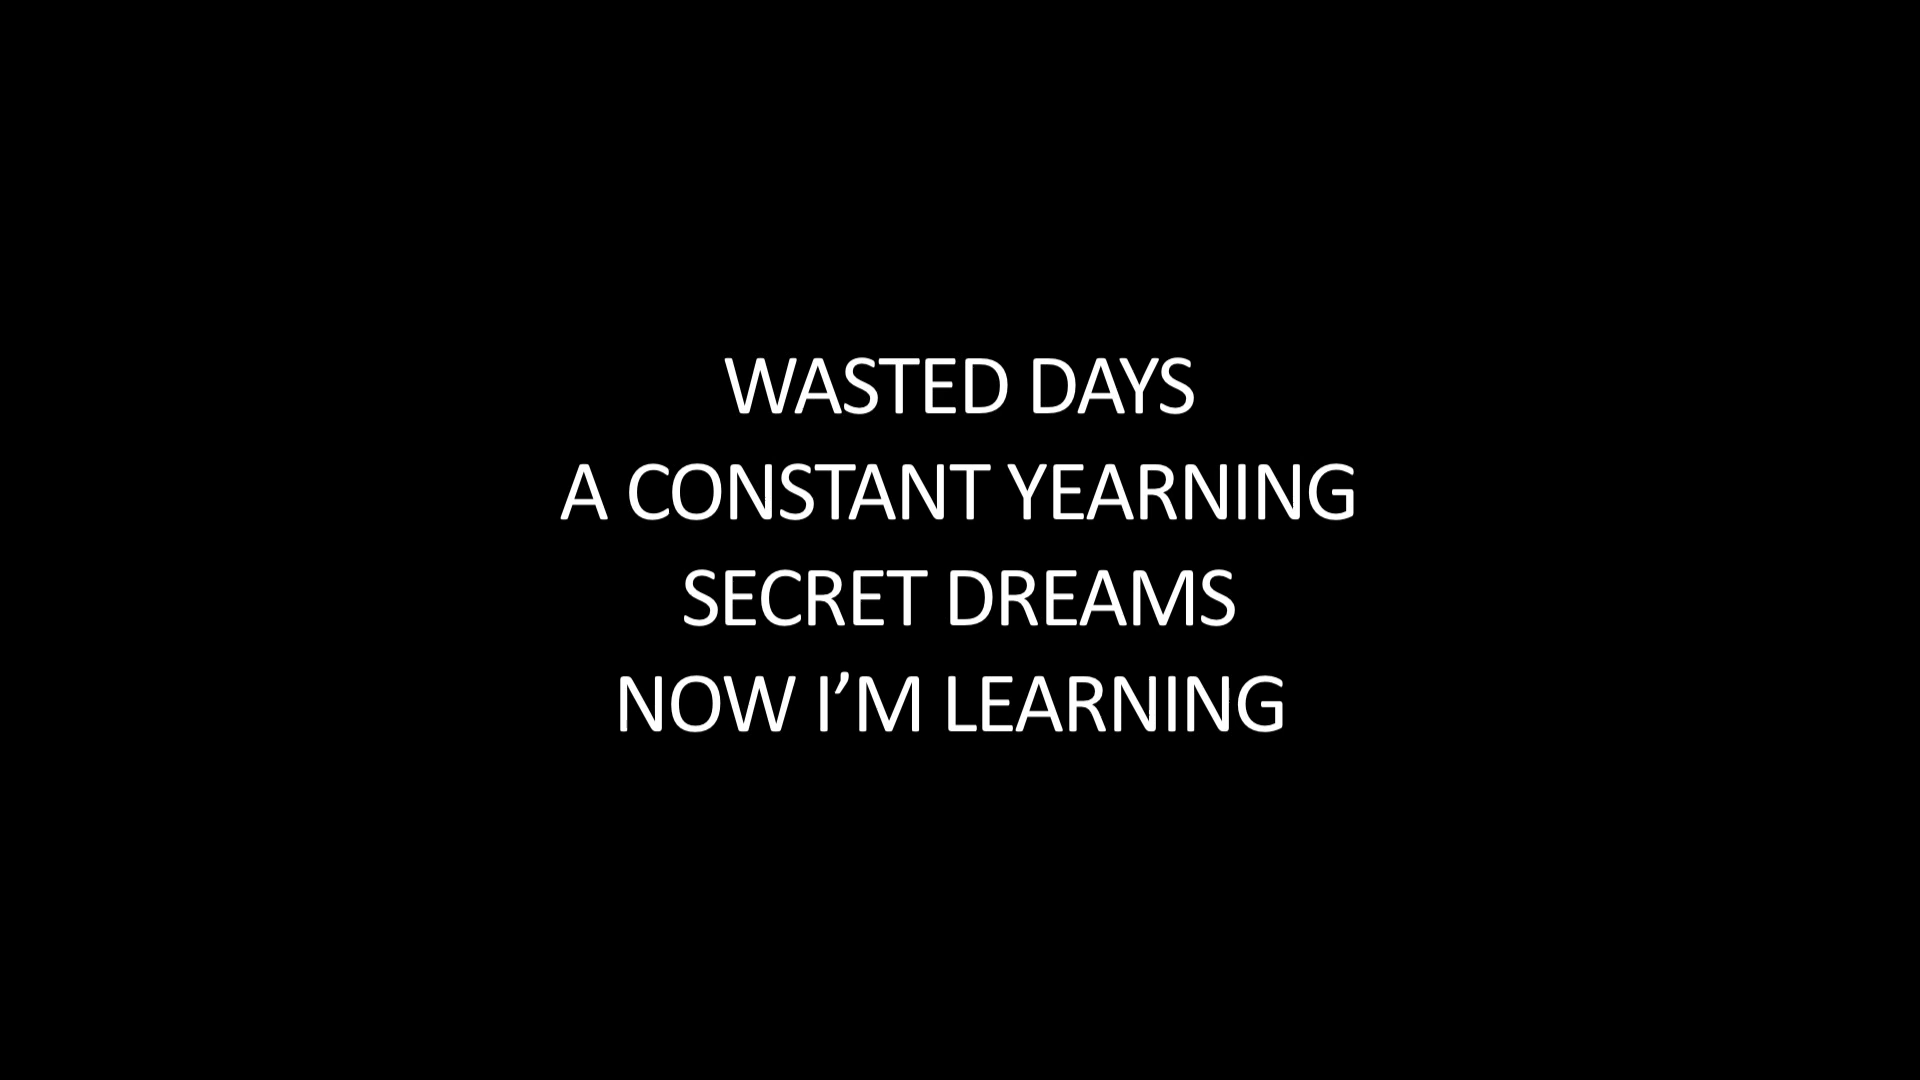 WASTED DAYS
A CONSTANT YEARNING
SECRET DREAMS
NOW I’M LEARNING